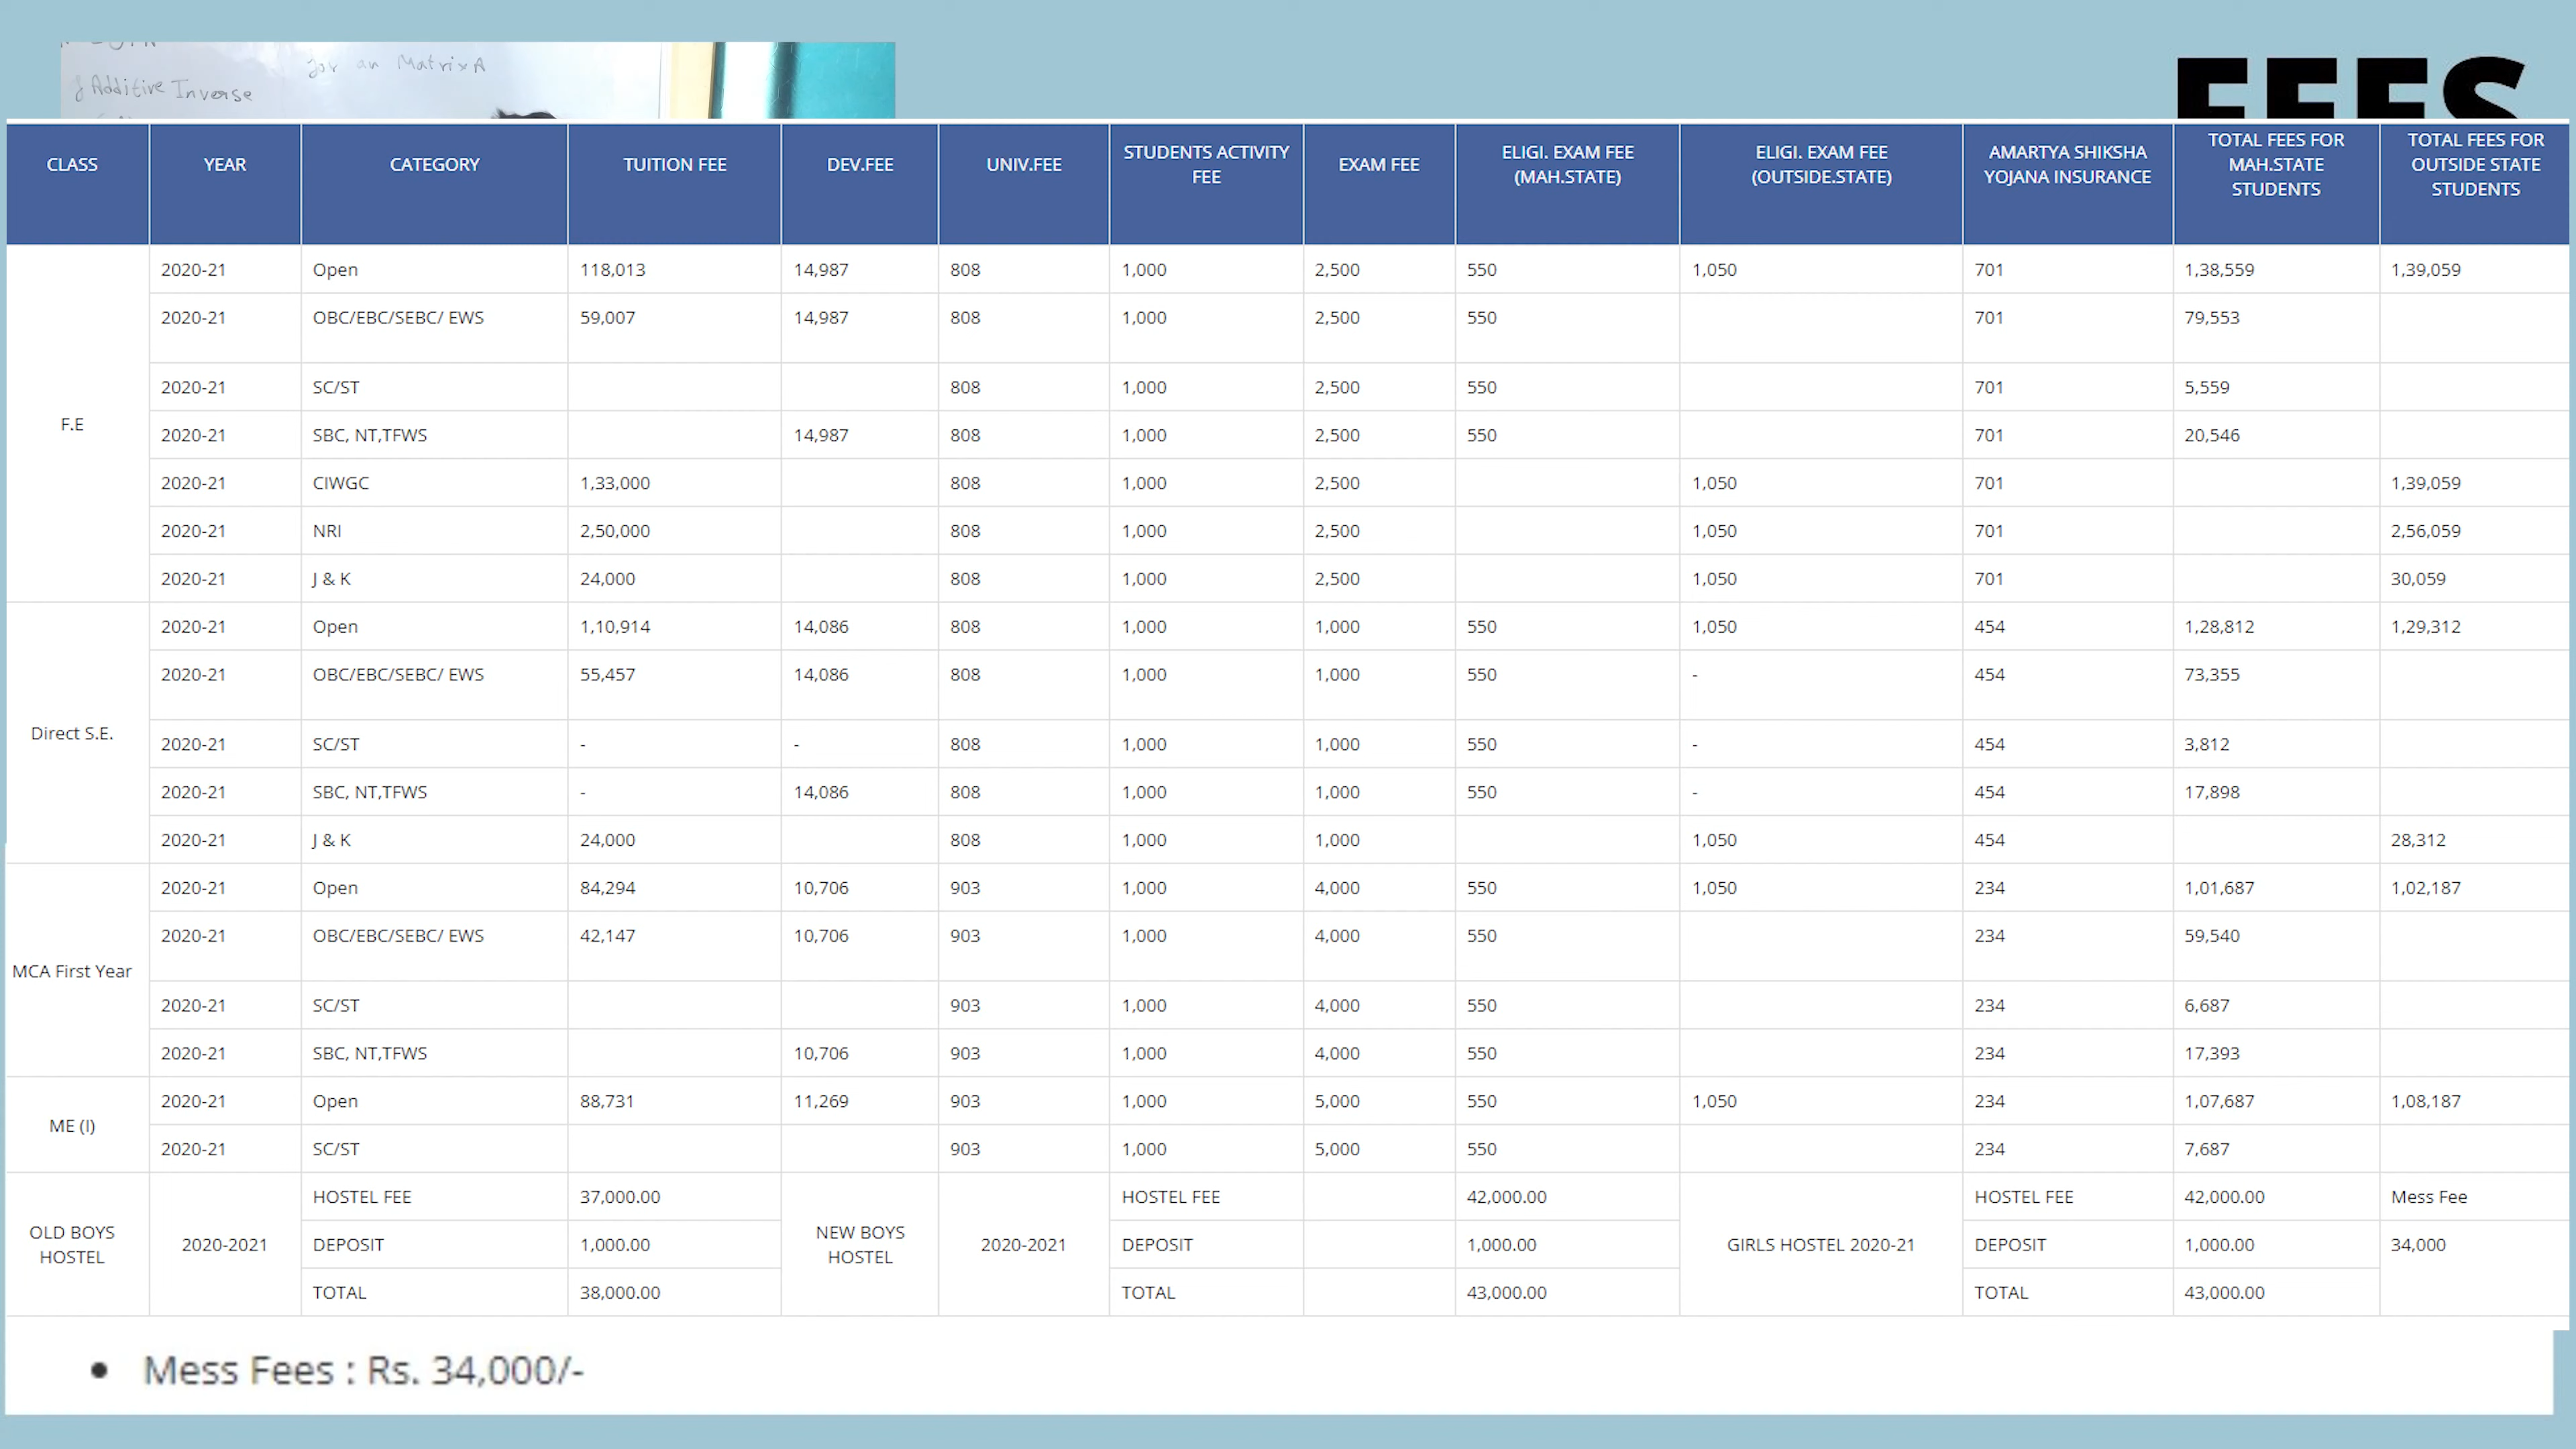 for an Matrix A
Additive Inverse
FEES
CLASS YEAR CATEGORY TUITION FEE DEV.FEE UNIV.FEE STUDENTS ACTIVITY FEE EXAM FEE ELIGI. EXAM FEE (MAH.STATE) ELIGI. EXAM FEE (OUTSIDE.STATE) AMARTYA SHIKSHA YOJANA INSURANCE TOTAL FEES FOR MAH.STATE STUDENTS TOTAL FEES FOR OUTSIDE STATE STUDENTS
F.E
2020-21 Open 118,013 14,987 808 1,000 2,500 550 1,050 701 1,38,559 1,39,059
2020-21 OBC/EBC/SEBC/ EWS 59,007 14,987 808 1,000 2,500 550 701 79,553
2020-21 SC/ST 808 1,000 2,500 550 701 5,559
2020-21 SBC, NT,TFWS 14,987 808 1,000 2,500 550 701 20,546
2020-21 CIWGC 1,33,000 808 1,000 2,500 1,050 701 1,39,059
2020-21 NRI 2,50,000 808 1,000 2,500 1,050 701 2,56,059
2020-21 J & K 24,000 808 1,000 2,500 1,050 701 30,059
Direct S.E.
2020-21 Open 1,10,914 14,086 808 1,000 1,000 550 1,050 454 1,28,812 1,29,312
2020-21 OBC/EBC/SEBC/ EWS 55,457 14,086 808 1,000 1,000 550 - 454 73,355
2020-21 SC/ST - - 808 1,000 1,000 550 - 454 3,812
2020-21 SBC, NT,TFWS - 14,086 808 1,000 1,000 550 - 454 17,898
2020-21 J & K 24,000 808 1,000 1,000 1,050 454 28,312
MCA First Year
2020-21 Open 84,294 10,706 903 1,000 4,000 550 1,050 234 1,01,687 1,02,187
2020-21 OBC/EBC/SEBC/ EWS 42,147 10,706 903 1,000 4,000 550 234 59,540
2020-21 SC/ST 903 1,000 4,000 550 234 6,687
2020-21 SBC, NT,TFWS 10,706 903 1,000 4,000 550 234 17,393
ME (I)
2020-21 Open 88,731 11,269 903 1,000 5,000 550 1,050 234 1,07,687 1,08,187
2020-21 SC/ST 903 1,000 5,000 550 234 7,687
OLD BOYS HOSTEL 2020-2021 NEW BOYS HOSTEL 2020-2021 GIRLS HOSTEL 2020-21
HOSTEL FEE 37,000.00 HOSTEL FEE 42,000.00 HOSTEL FEE 42,000.00 Mess Fee
DEPOSIT 1,000.00 DEPOSIT 1,000.00 DEPOSIT 1,000.00 34,000
TOTAL 38,000.00 TOTAL 43,000.00 TOTAL 43,000.00
• Mess Fees : Rs. 34,000/-